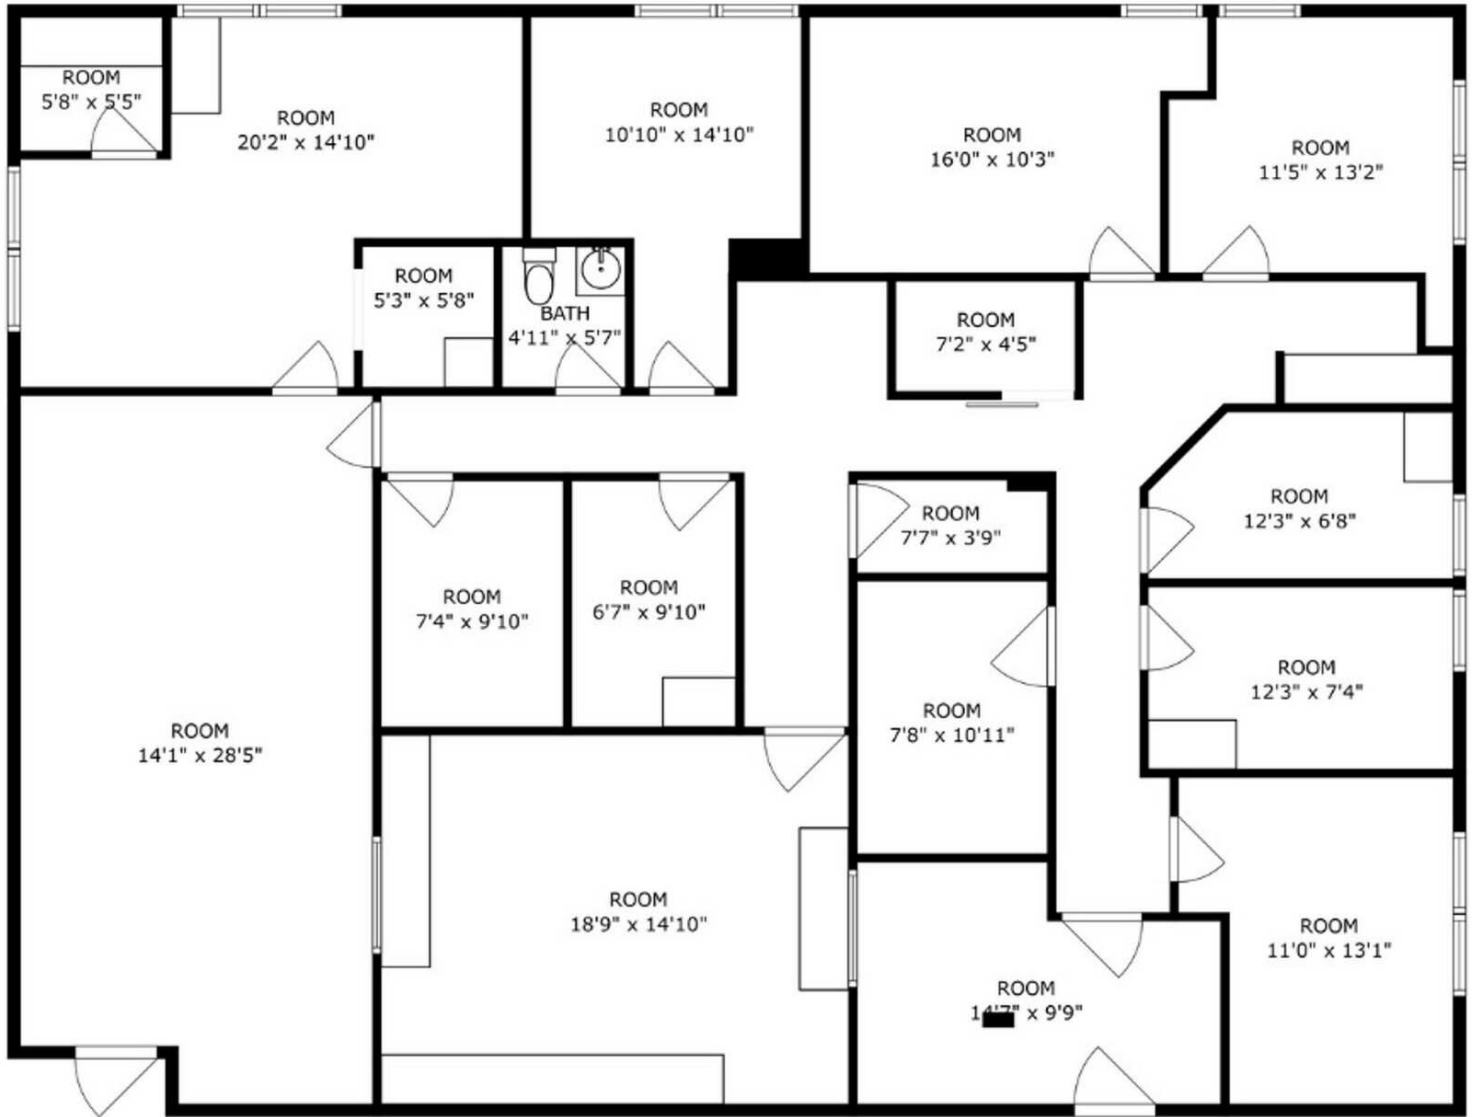 ROOM
5'8" x 5'5"
ROOM
20'2" x 14'10"
ROOM
10'10" x 14'10"
ROOM
16'0" x 10'3"
ROOM
11'5" x 13'2"
ROOM
5'3" x 5'8"
BATH
4'11" x 5'7"
ROOM
7'2" x 4'5"
ROOM
12'3" x 6'8"
ROOM
7'7" x 3'9"
ROOM
7'4" x 9'10"
ROOM
6'7" x 9'10"
ROOM
12'3" x 7'4"
ROOM
7'8" x 10'11"
ROOM
14'1" x 28'5"
ROOM
18'9" x 14'10"
ROOM
11'0" x 13'1"
ROOM
14'7" x 9'9"